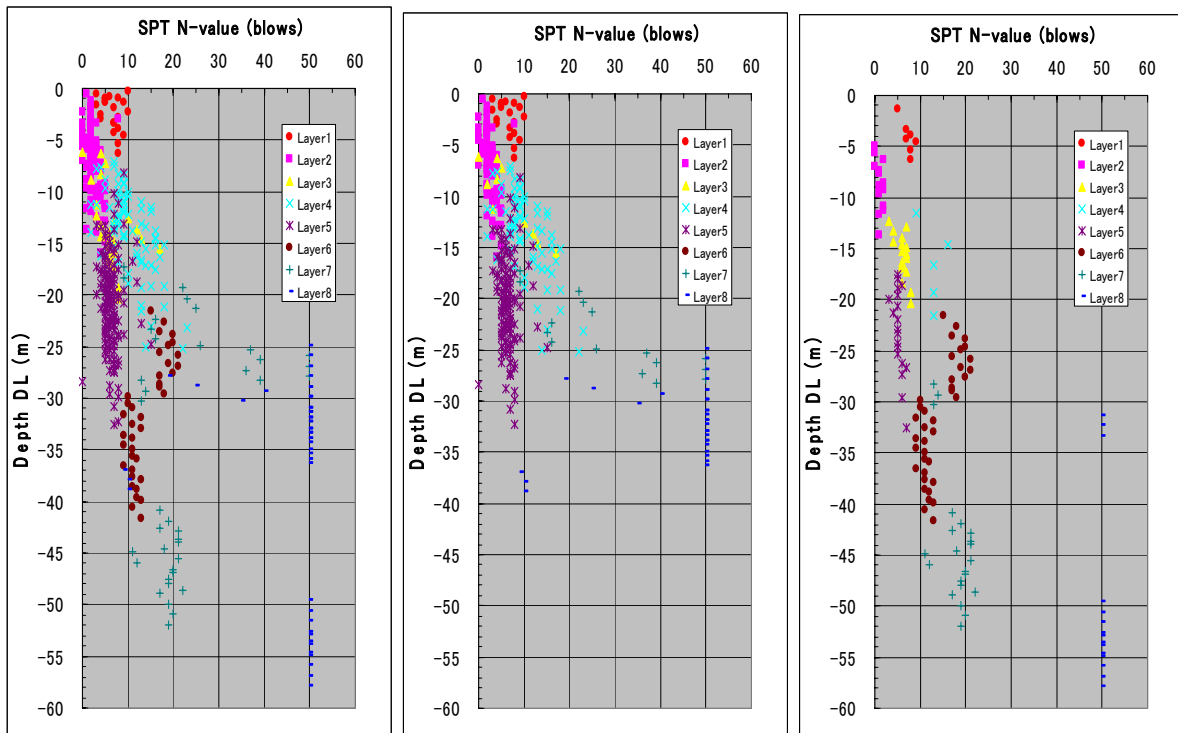 SPT N-value (blows)
0 10 20 30 40 50 60
Depth DL (m)
0
-5
-10
-15
-20
-25
-30
-35
-40
-45
-50
-55
-60
Layer1
Layer2
Layer3
Layer4
Layer5
Layer6
Layer7
Layer8
SPT N-value (blows)
0 10 20 30 40 50 60
Depth DL (m)
0
-5
-10
-15
-20
-25
-30
-35
-40
-45
-50
-55
-60
Layer1
Layer2
Layer3
Layer4
Layer5
Layer6
Layer7
Layer8
SPT N-value (blows)
0 10 20 30 40 50 60
Depth DL (m)
0
-5
-10
-15
-20
-25
-30
-35
-40
-45
-50
-55
-60
Layer1
Layer2
Layer3
Layer4
Layer5
Layer6
Layer7
Layer8